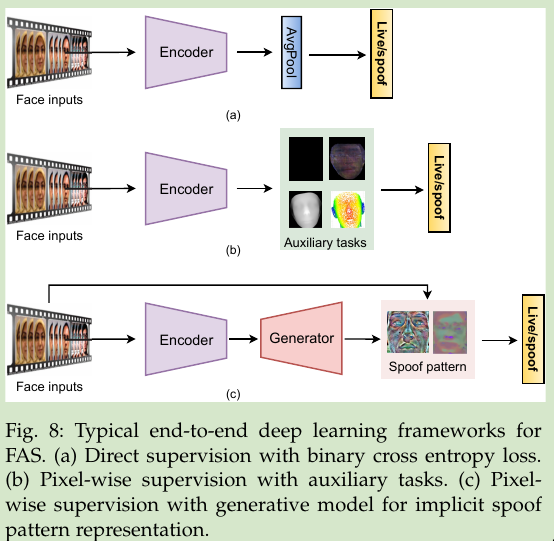 Encoder
AvgPool
Live/spoof
Face inputs
(a)
Encoder
Live/spoof
Face inputs
Auxiliary tasks
(b)
Encoder
Generator
Live/spoof
Spoof pattern
Face inputs
(c)
Fig. 8: Typical end-to-end deep learning frameworks for
FAS. (a) Direct supervision with binary cross entropy loss.
(b) Pixel-wise supervision with auxiliary tasks. (c) Pixel-
wise supervision with generative model for implicit spoof
pattern representation.